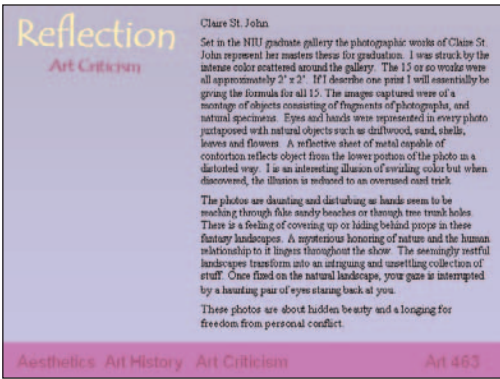 Reflection
Art Criticism
Claire St. John
Set in the NIU graduate gallery the photographic works of Claire St.
John represent her masters thesis for graduation. I was struck by the
intense color scattered around the gallery. The 15 or so works were
all approximately 2' x 2'. If I describe one print I will essentially be
giving the formula for all 15. The images captured were of a
montage of objects consisting of fragments of photographs, and
natural specimens. Eyes and hands were represented in every photo
juxtaposed with natural objects such as driftwood, sand, shells,
leaves and flowers. A reflective sheet of metal capable of
contortion reflects object from the lower portion of the photo in a
distorted way. I is an interesting illusion of swirling color but when
discovered, the illusion is reduced to an overused card trick.
The photos are daunting and disturbing as hands seem to be
reaching through fake sandy beaches or through tree trunk holes.
There is a feeling of covering up or hiding behind props in these
fantasy landscapes. A mysterious honoring of nature and the human
relationship to it lingers throughout the show. The seemingly restful
landscapes transform into an intriguing and unsettling collection of
stuff. Once fixed on the natural landscape, your gaze is interrupted
by a haunting pair of eyes staring back at you.
These photos are about hidden beauty and a longing for
freedom from personal conflict.
Aesthetics Art History Art Criticism Art 463